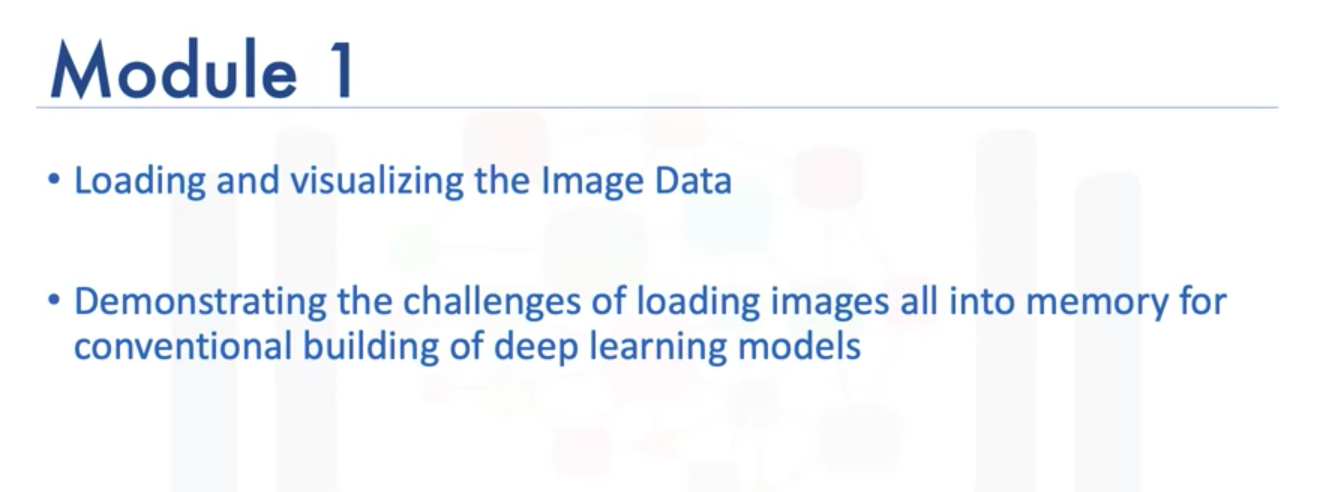 Module 1
• Loading and visualizing the Image Data
• Demonstrating the challenges of loading images all into memory for
conventional building of deep learning models